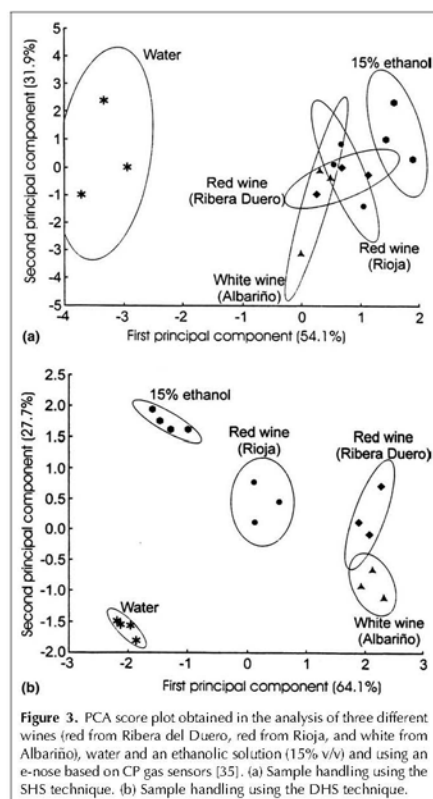 Second principal component (31.9%)
5
4
3
2
1
0
-1
-2
-3
-4
-5
Water
15% ethanol
Red wine
(Ribera Duero)
Red wine
(Rioja)
White wine
(Albariño)
-4
-3
-2
-1
0
1
2
(a)
First principal component (54.1%)
Second principal component (27.7%)
2.5
2.0
1.5
1.0
0.5
0.0
-0.5
-1.0
-1.5
-2.0
15% ethanol
Red wine
(Rioja)
Red wine
(Ribera Duero)
Water
White wine
(Albariño)
-3
-2
-1
0
1
2
3
(b)
First principal component (64.1%)
Figure 3. PCA score plot obtained in the analysis of three different
wines (red from Ribera del Duero, red from Rioja, and white from
Albariño), water and an ethanolic solution (15% v/v) and using an
e-nose based on CP gas sensors [35]. (a) Sample handling using the
SHS technique. (b) Sample handling using the DHS technique.